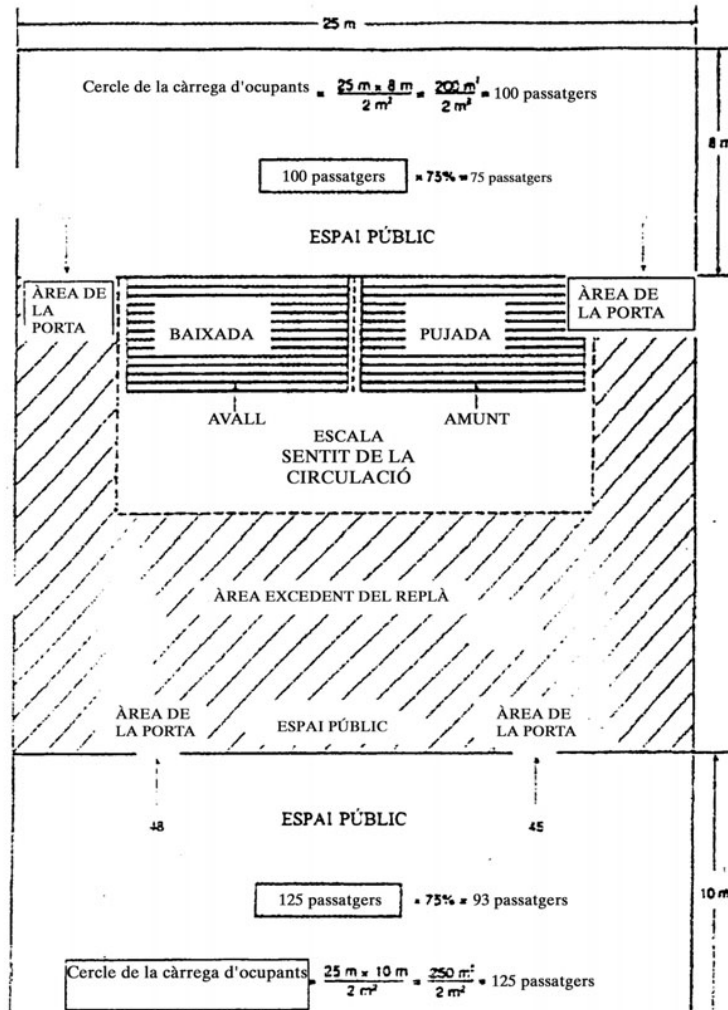 25 m
Cercle de la càrrega d'ocupants = 25 m x 8 m / 2 m² = 200 m² / 2 m² = 100 passatgers
8 m
100 passatgers = 75% = 75 passatgers
ESPAI PÚBLIC
ÀREA DE
LA
PORTA
BAIXADA
PUJADA
ÀREA DE
LA PORTA
AVALL
AMUNT
ESCALA
SENTIT DE LA
CIRCULACIÓ
ÀREA EXCEDENT DEL REPLÀ
ÀREA DE
LA PORTA
ESPAI PÚBLIC
ÀREA DE
LA PORTA
48
45
ESPAI PÚBLIC
10 m
125 passatgers = 75% = 93 passatgers
Cercle de la càrrega d'ocupants = 25 m x 10 m / 2 m² = 250 m² / 2 m² = 125 passatgers